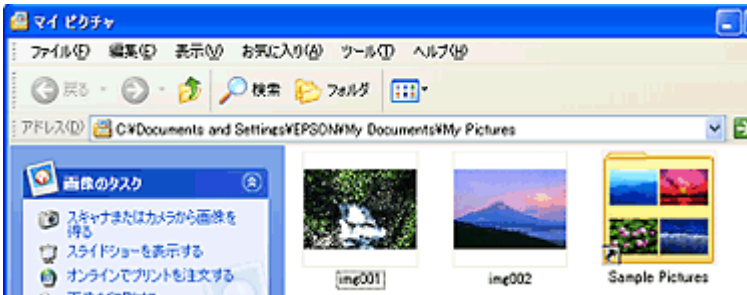 マイ ピクチャ
ファイル(F) 編集(E) 表示(V) お気に入り(A) ツール(T) ヘルプ(H)
戻る 検索 フォルダ
アドレス(D) C:¥Documents and Settings¥EPSON¥My Documents¥My Pictures
画像のタスク
スキャナまたはカメラから画像を
得る
スライドショーを表示する
オンラインでプリントを注文する
img001 img002 Sample Pictures